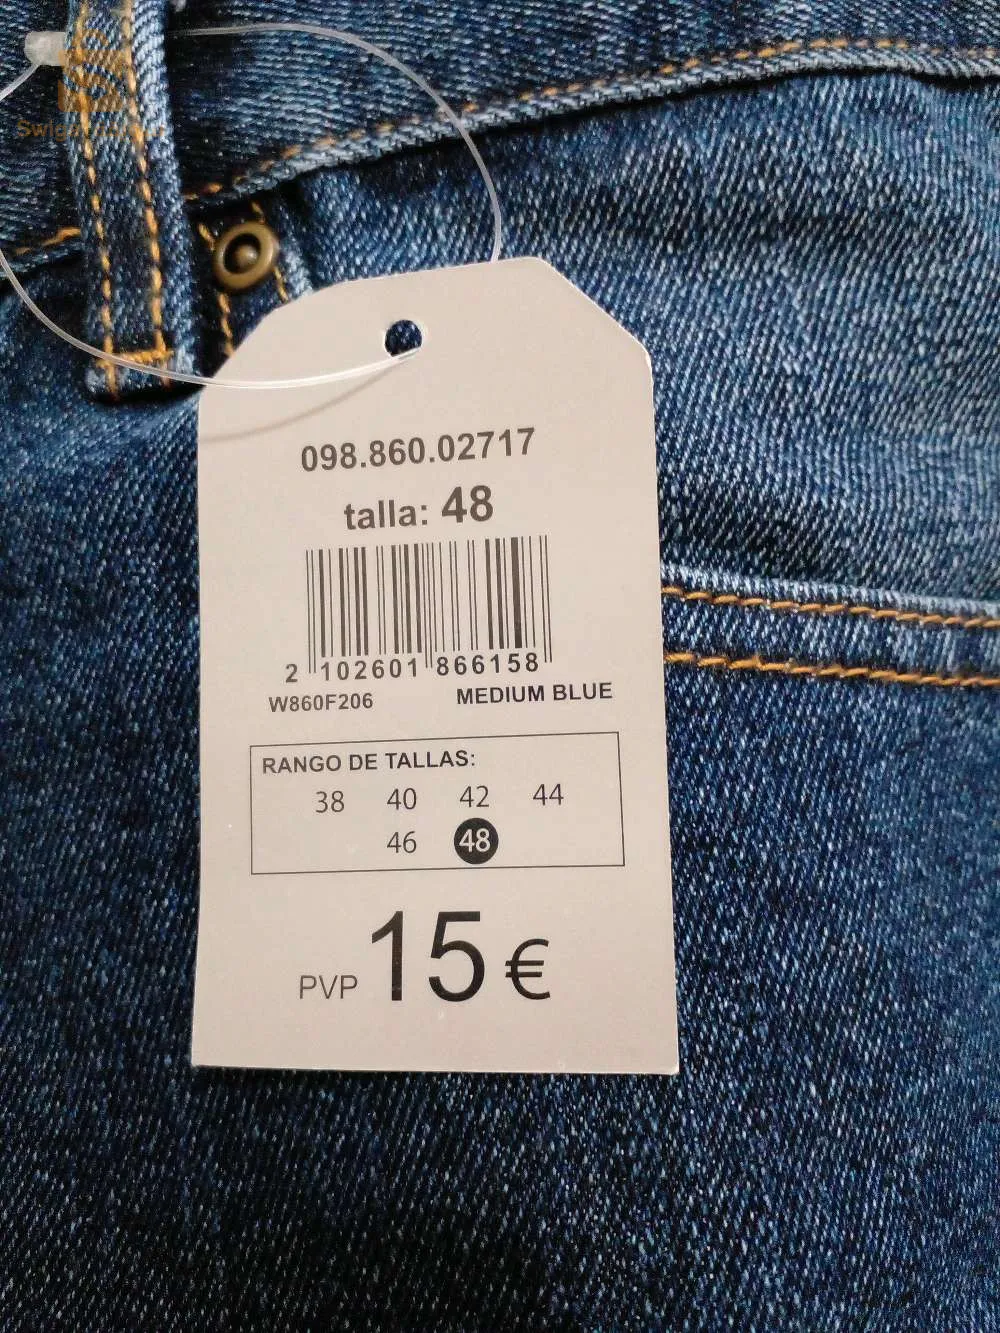 098.860.02717
talla: 48
2 102601 866158
W860F206 MEDIUM BLUE
RANGO DE TALLAS:
38 40 42 44
46 48
PVP 15 €